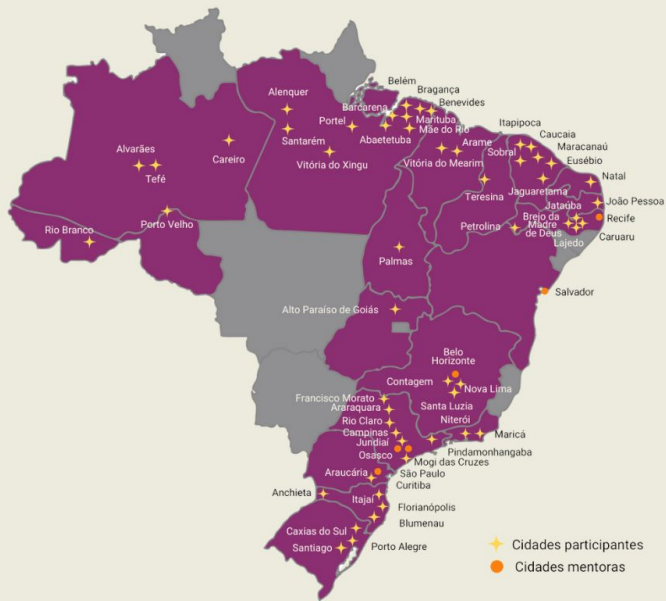 Belém
Bragança
Alenquer
Barcarena
Benevides
Portel
Marituba
Itapipoca
Mãe do Rio
Caucaia
Abaetetuba
Arame
Maracanaú
Alvarães
Santarém
Sobral
Eusébio
Careiro
Vitória do Xingu
Vitória do Mearim
Tefé
Natal
Teresina
Jaguaretama
João Pessoa
Jataúba
Rio Branco
Porto Velho
Petrolina
Brejo da
Madre
de Deus
Recife
Lajedo
Caruaru
Palmas
Salvador
Alto Paraíso de Goiás
Belo
Horizonte
Contagem
Nova Lima
Francisco Morato
Santa Luzia
Araraquara
Niterói
Rio Claro
Maricá
Campinas
Jundiaí
Pindamonhangaba
Osasco
Mogi das Cruzes
São Paulo
Araucária
Curitiba
Anchieta
Itajaí
Florianópolis
Blumenau
Caxias do Sul
Porto Alegre
Santiago
Cidades participantes
Cidades mentoras